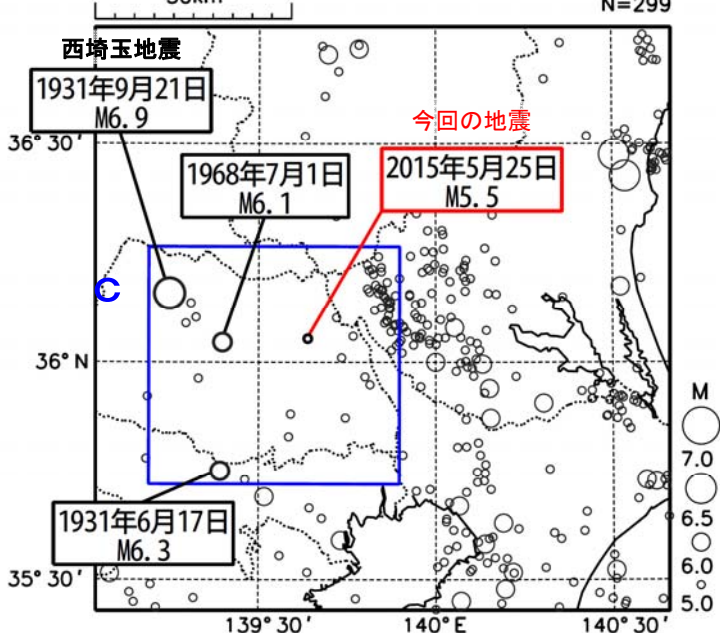 N=299
西埼玉地震
1931年9月21日
M6.9
今回の地震
36°30′
1968年7月1日
M6.1
2015年5月25日
M5.5
C
36°N
M
7.0
6.5
6.0
5.0
1931年6月17日
M6.3
35°30′
139°30′
140°E
140°30′